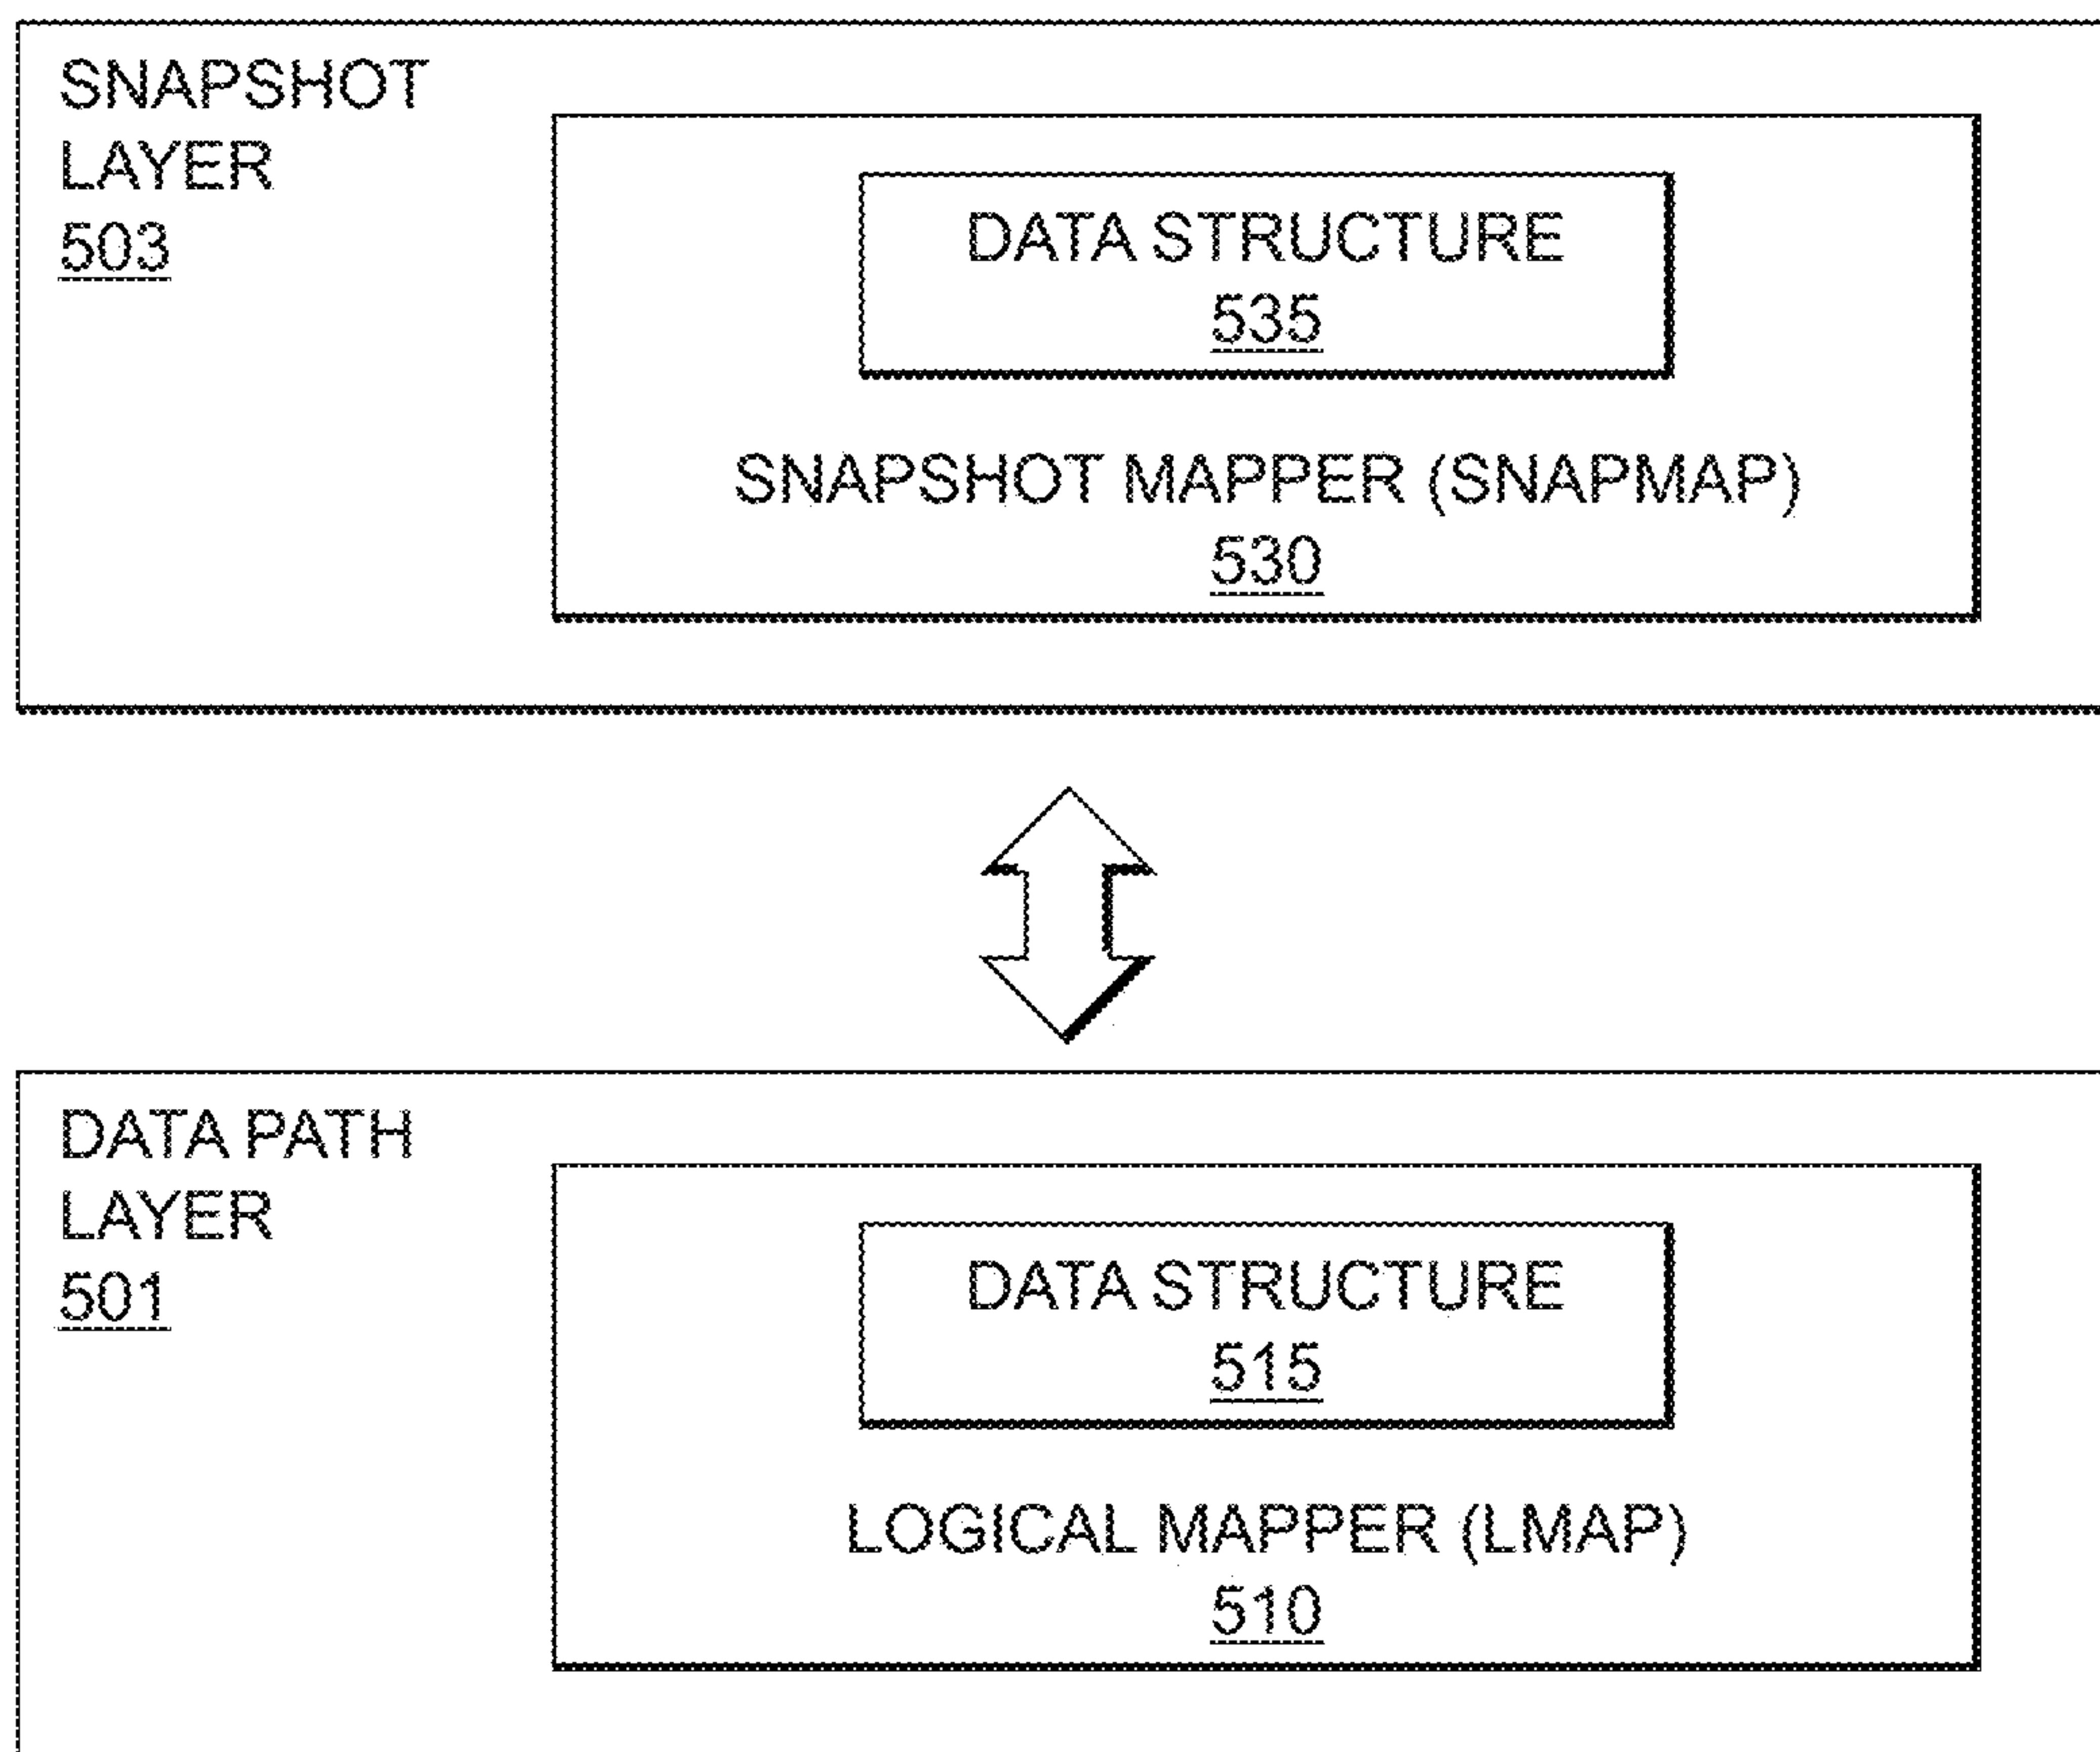 SNAPSHOT
LAYER
503
DATA STRUCTURE
535
SNAPSHOT MAPPER (SNAPMAP)
530
DATA PATH
LAYER
501
DATA STRUCTURE
515
LOGICAL MAPPER (LMAP)
510